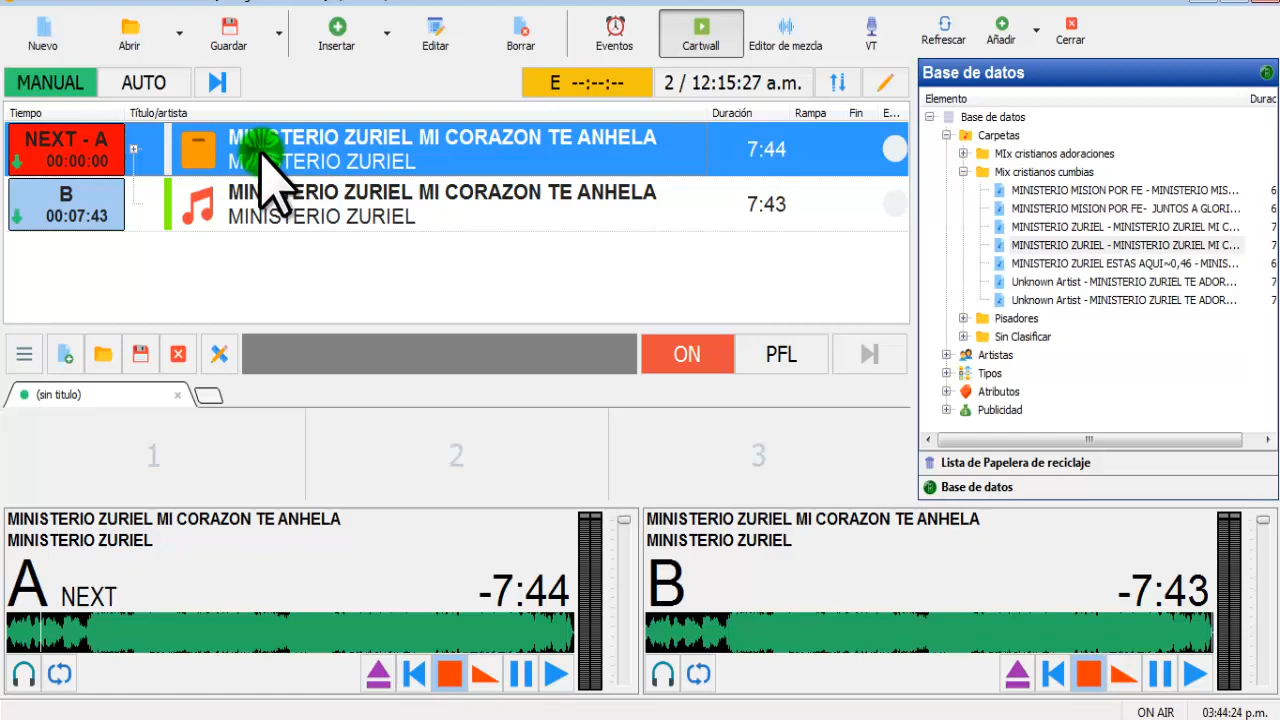 Nuevo
Abrir
Guardar
Insertar
Editar
Borrar
Eventos
Cartwall
Editor de mezcla
VT
Refrescar
Añadir
Cerrar
MANUAL
AUTO
E --:--:--
2 / 12:15:27 a.m.
Tiempo
Título/artista
Duración
Rampa
Fin
E...
NEXT - A
00:00:00
MINISTERIO ZURIEL MI CORAZON TE ANHELA
MINISTERIO ZURIEL
7:44
B
00:07:43
MINISTERIO ZURIEL MI CORAZON TE ANHELA
MINISTERIO ZURIEL
7:43
ON
PFL
(sin titulo)
1
2
3
Base de datos
Elemento
Durac
Base de datos
Carpetas
MIx cristianos adoraciones
Mix cristianos cumbias
MINISTERIO MISION POR FE - MINISTERIO MIS...
MINISTERIO MISION POR FE- JUNTOS A GLORI...
MINISTERIO ZURIEL - MINISTERIO ZURIEL MI C...
MINISTERIO ZURIEL - MINISTERIO ZURIEL MI C...
MINISTERIO ZURIEL ESTAS AQUI~0,46 - MINIS...
Unknown Artist - MINISTERIO ZURIEL TE ADOR...
Unknown Artist - MINISTERIO ZURIEL TE ADOR...
Pisadores
Sin Clasificar
Artistas
Tipos
Atributos
Publicidad
Lista de Papelera de reciclaje
Base de datos
MINISTERIO ZURIEL MI CORAZON TE ANHELA
MINISTERIO ZURIEL
A NEXT
-7:44
MINISTERIO ZURIEL MI CORAZON TE ANHELA
MINISTERIO ZURIEL
B
-7:43
ON AIR
03:44:24 p.m.